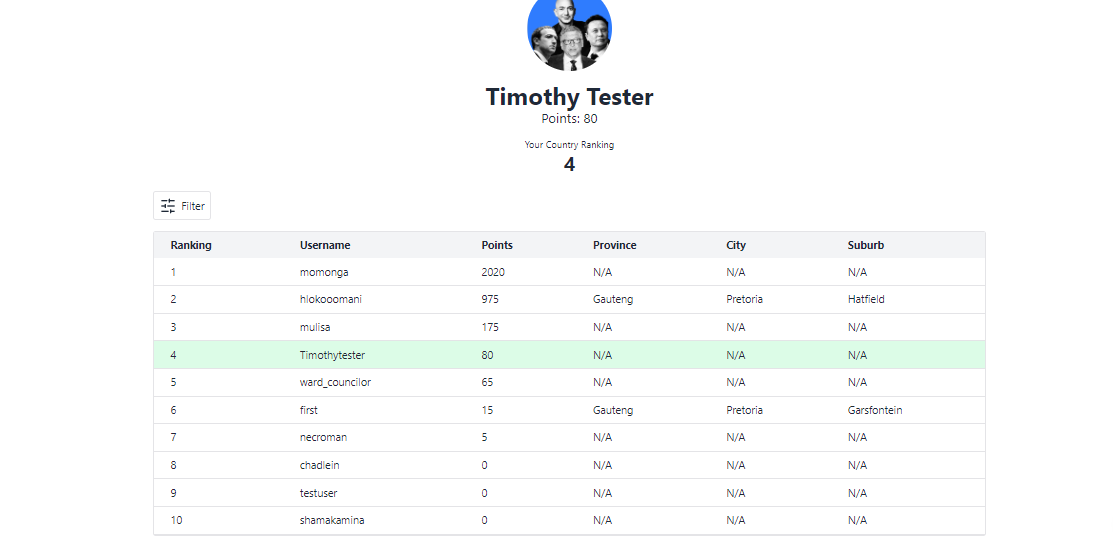 Timothy Tester
Points: 80
Your Country Ranking
4
Filter
Ranking Username Points Province City Suburb
1 momonga 2020 N/A N/A N/A
2 hlokooomani 975 Gauteng Pretoria Hatfield
3 mulisa 175 N/A N/A N/A
4 Timothytester 80 N/A N/A N/A
5 ward_councilor 65 N/A N/A N/A
6 first 15 Gauteng Pretoria Garsfontein
7 necroman 5 N/A N/A N/A
8 chadlein 0 N/A N/A N/A
9 testuser 0 N/A N/A N/A
10 shamakamina 0 N/A N/A N/A